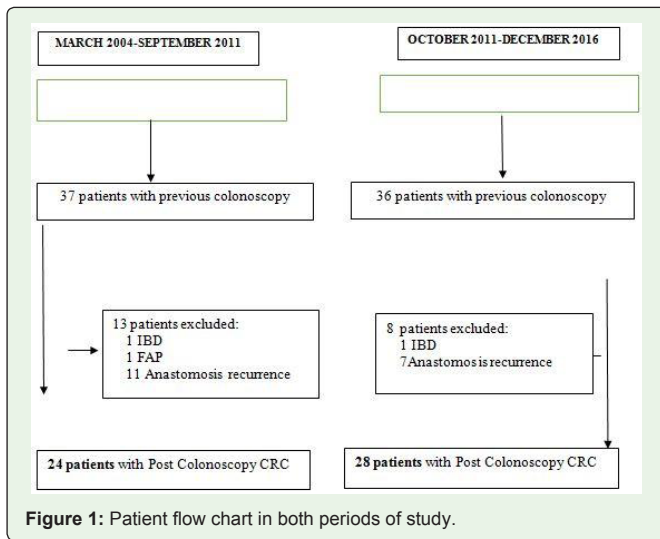 MARCH 2004-SEPTEMBER 2011
OCTOBER 2011-DECEMBER 2016
37 patients with previous colonoscopy
36 patients with previous colonoscopy
13 patients excluded:
1 IBD
1 FAP
11 Anastomosis recurrence
8 patients excluded:
1 IBD
7Anastomosis recurrence
24 patients with Post Colonoscopy CRC
28 patients with Post Colonoscopy CRC
Figure 1: Patient flow chart in both periods of study.